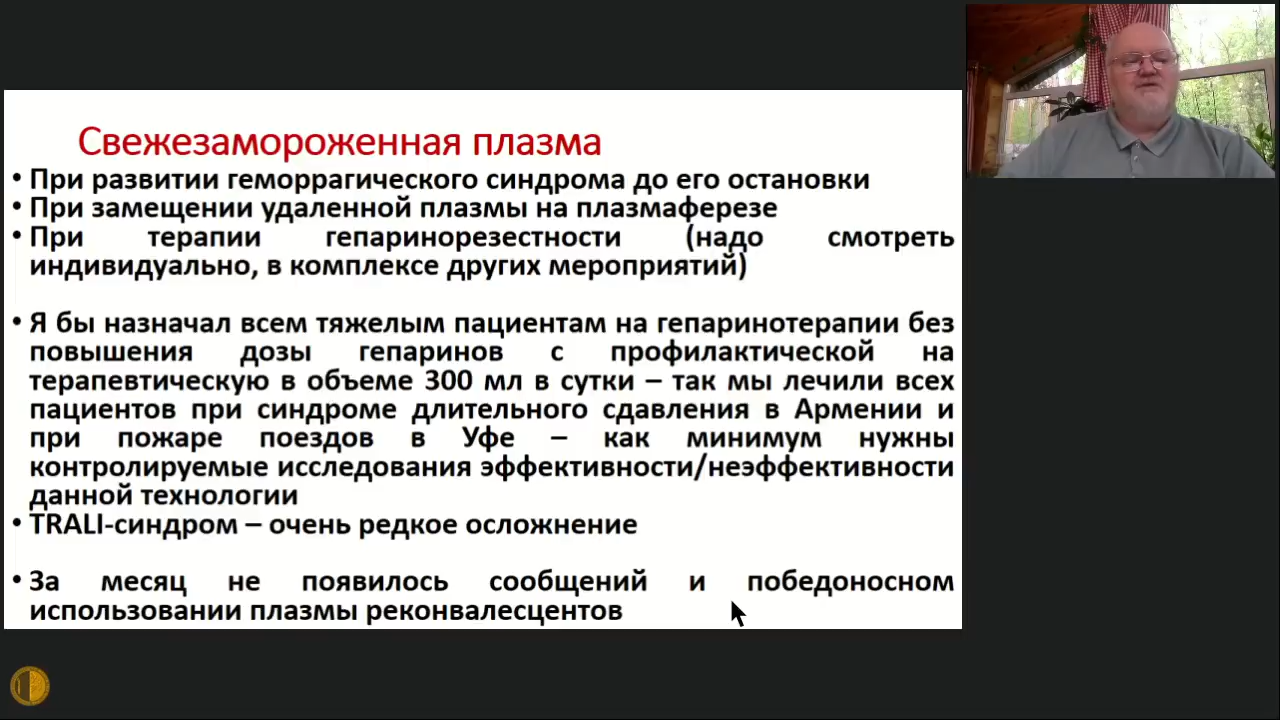 Свежезамороженная плазма
• При развитии геморрагического синдрома до его остановки
• При замещении удаленной плазмы на плазмаферезе
• При терапии гепаринорезестности (надо смотреть
индивидуально, в комплексе других мероприятий)
• Я бы назначал всем тяжелым пациентам на гепаринотерапии без
повышения дозы гепаринов с профилактической на
терапевтическую в объеме 300 мл в сутки – так мы лечили всех
пациентов при синдроме длительного сдавления в Армении и
при пожаре поездов в Уфе – как минимум нужны
контролируемые исследования эффективности/неэффективности
данной технологии
• TRALI-синдром – очень редкое осложнение
• За месяц не появилось сообщений и победоносном
использовании плазмы реконвалесцентов